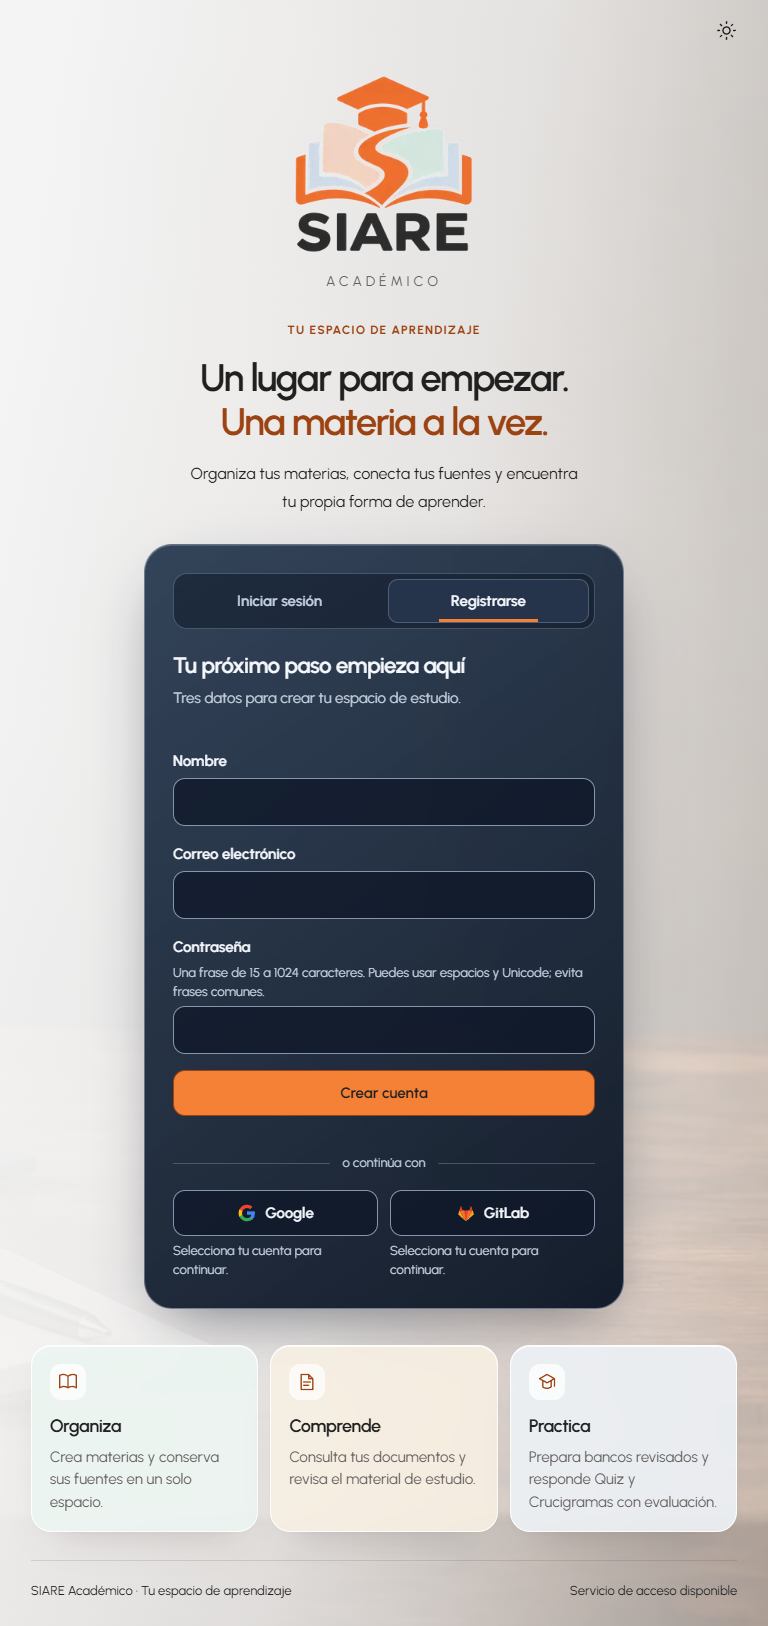 SIARE
ACADÉMICO
TU ESPACIO DE APRENDIZAJE
Un lugar para empezar.
Una materia a la vez.
Organiza tus materias, conecta tus fuentes y encuentra
tu propia forma de aprender.
Iniciar sesión
Registrarse
Tu próximo paso empieza aquí
Tres datos para crear tu espacio de estudio.
Nombre
Correo electrónico
Contraseña
Una frase de 15 a 1024 caracteres. Puedes usar espacios y Unicode; evita
frases comunes.
Crear cuenta
o continúa con
Google
GitLab
Selecciona tu cuenta para
continuar.
Selecciona tu cuenta para
continuar.
Organiza
Crea materias y conserva
sus fuentes en un solo
espacio.
Comprende
Consulta tus documentos y
revisa el material de estudio.
Practica
Prepara bancos revisados y
responde Quiz y
Crucigramas con evaluación.
SIARE Académico · Tu espacio de aprendizaje
Servicio de acceso disponible